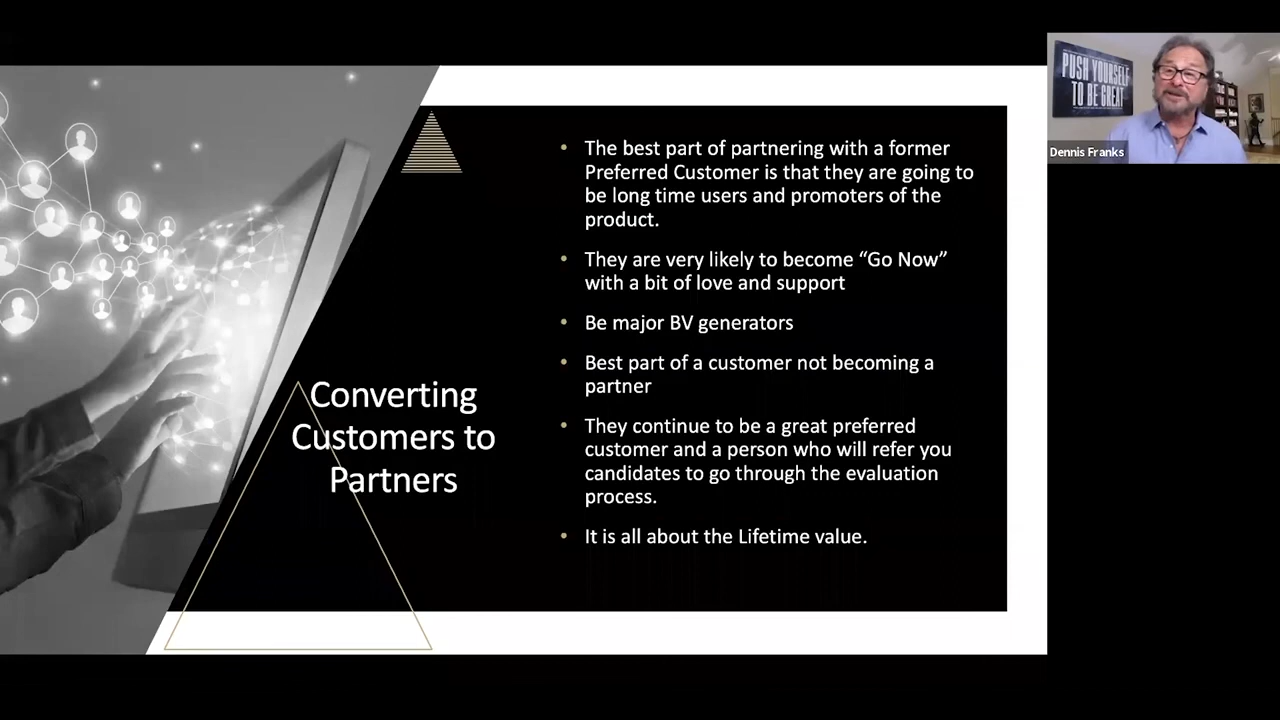 PUSH YOURSELF
TO BE GREAT
Dennis Franks
• The best part of partnering with a former
Preferred Customer is that they are going to
be long time users and promoters of the
product.
• They are very likely to become “Go Now”
with a bit of love and support
• Be major BV generators
• Best part of a customer not becoming a
partner
• They continue to be a great preferred
customer and a person who will refer you
candidates to go through the evaluation
process.
• It is all about the Lifetime value.
Converting
Customers to
Partners